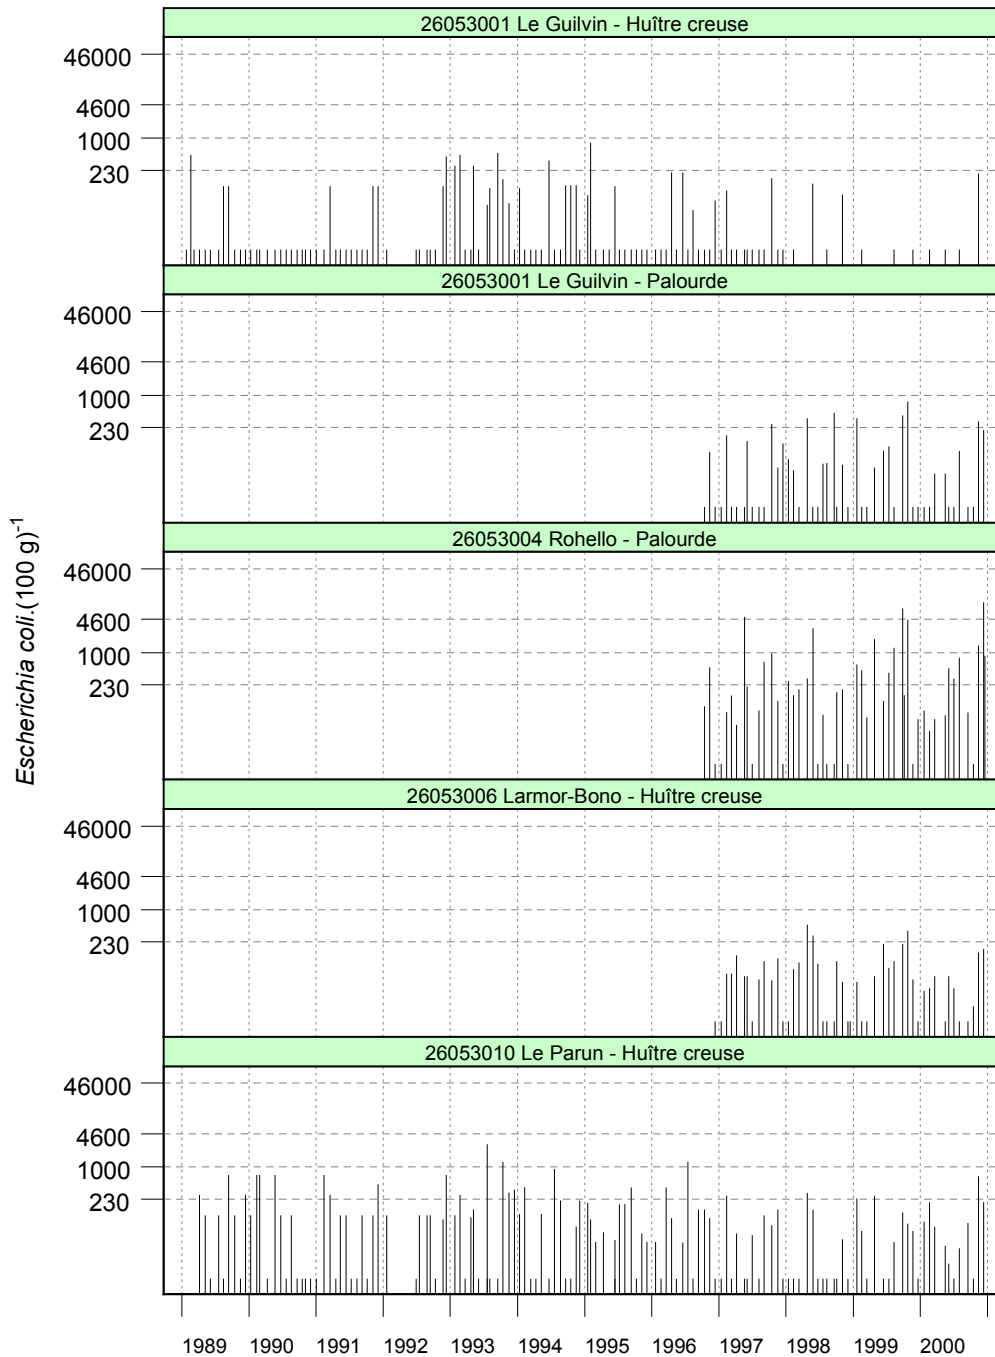 26053001 Le Guilvin - Huître creuse
46000
4600
1000
230
26053001 Le Guilvin - Palourde
46000
4600
1000
230
26053004 Rohello - Palourde
46000
4600
1000
230
26053006 Larmor-Bono - Huître creuse
46000
4600
1000
230
26053010 Le Parun - Huître creuse
46000
4600
1000
230
Escherichia coli.(100 g)-1
1989 1990 1991 1992 1993 1994 1995 1996 1997 1998 1999 2000